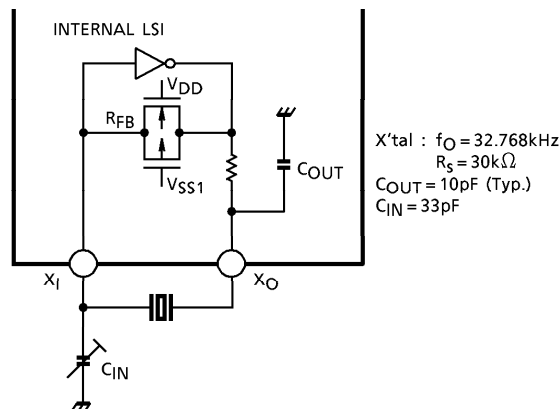 INTERNAL LSI
VDD
RFB
VSS1
COUT
X'tal : fO = 32.768kHz
RS = 30kΩ
COUT = 10pF (Typ.)
CIN = 33pF
XI
XO
CIN